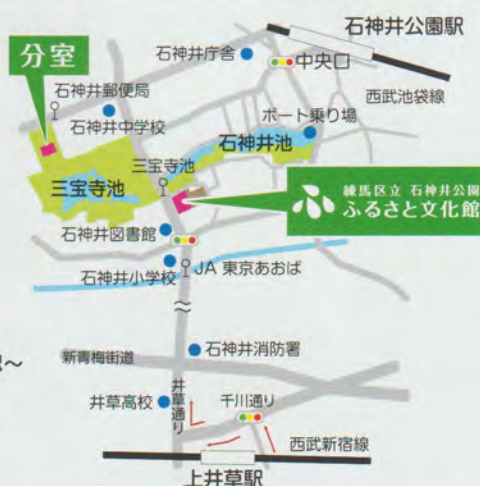 石神井公園駅
石神井庁舎
中央口
分室
西武池袋線
石神井郵便局
石神井中学校
ボート乗り場
石神井池
三宝寺池
三宝寺池
練馬区立 石神井公園
ふるさと文化館
石神井図書館
JA 東京あおば
石神井小学校
石神井消防署
新青梅街道
井草高校
井草通り
千川通り
西武新宿線
上井草駅